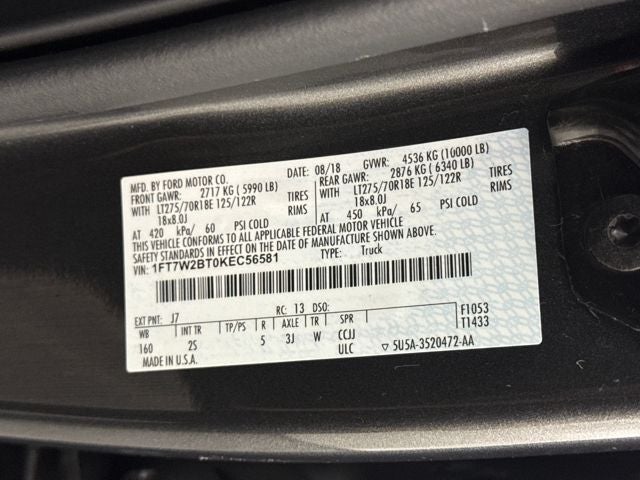 MFD. BY FORD MOTOR CO. DATE: 08/18 GVWR: 4536 KG (10000 LB)
FRONT GAWR: 2717 KG ( 5990 LB) REAR GAWR: 2876 KG ( 6340 LB)
WITH LT275/70R18E 125/122R TIRES WITH LT275/70R18E 125/122R TIRES
18x8.0J RIMS 18x8.0J RIMS
AT 420 kPa/ 60 PSI COLD AT 450 kPa/ 65 PSI COLD
THIS VEHICLE CONFORMS TO ALL APPLICABLE FEDERAL MOTOR VEHICLE
SAFETY STANDARDS IN EFFECT ON THE DATE OF MANUFACTURE SHOWN ABOVE.
VIN: 1FT7W2BT0KEC56581 TYPE: Truck
EXT PNT: J7 RC: 13 DSO: F1053
WB INT TR TP/PS R AXLE TR SPR T1433
160 2S 5 3J W CCJJ
MADE IN U.S.A. ULC ▽ 5U5A-3520472-AA